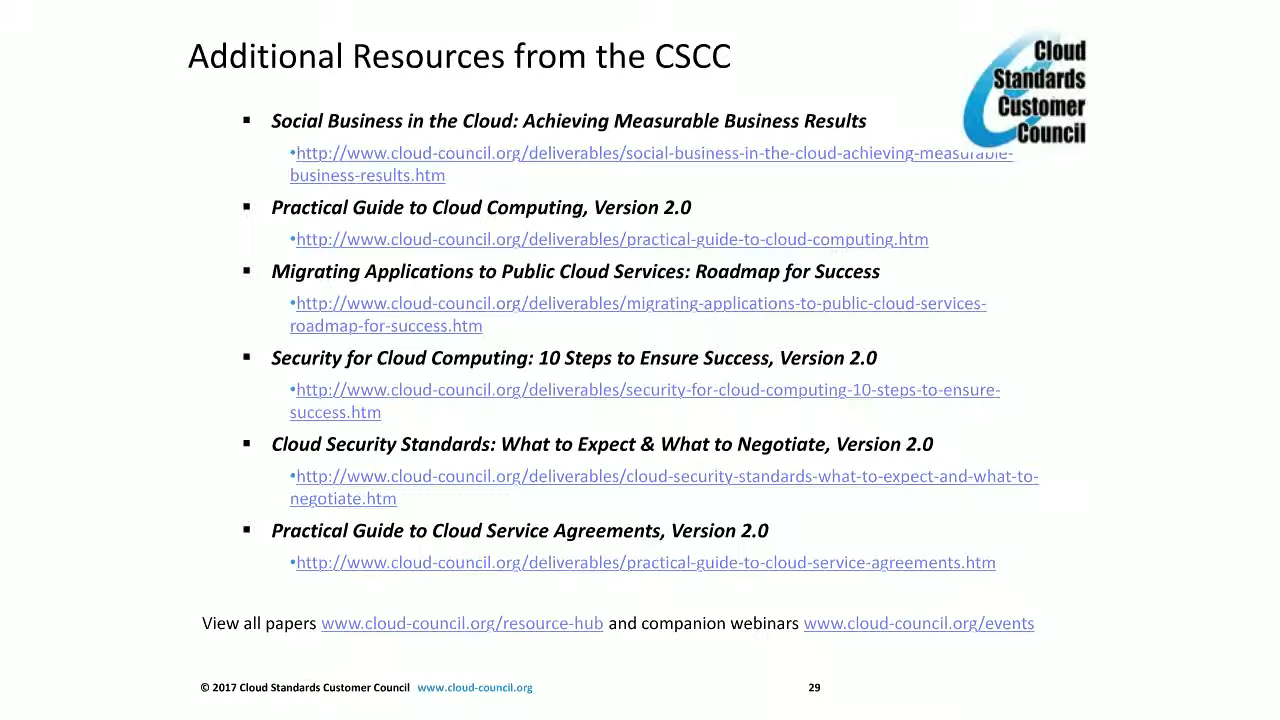 Additional Resources from the CSCC
Cloud
Standards
Customer
Council
▪ Social Business in the Cloud: Achieving Measurable Business Results
•http://www.cloud-council.org/deliverables/social-business-in-the-cloud-achieving-measurable-
business-results.htm
▪ Practical Guide to Cloud Computing, Version 2.0
•http://www.cloud-council.org/deliverables/practical-guide-to-cloud-computing.htm
▪ Migrating Applications to Public Cloud Services: Roadmap for Success
•http://www.cloud-council.org/deliverables/migrating-applications-to-public-cloud-services-
roadmap-for-success.htm
▪ Security for Cloud Computing: 10 Steps to Ensure Success, Version 2.0
•http://www.cloud-council.org/deliverables/security-for-cloud-computing-10-steps-to-ensure-
success.htm
▪ Cloud Security Standards: What to Expect & What to Negotiate, Version 2.0
•http://www.cloud-council.org/deliverables/cloud-security-standards-what-to-expect-and-what-to-
negotiate.htm
▪ Practical Guide to Cloud Service Agreements, Version 2.0
•http://www.cloud-council.org/deliverables/practical-guide-to-cloud-service-agreements.htm
View all papers www.cloud-council.org/resource-hub and companion webinars www.cloud-council.org/events
© 2017 Cloud Standards Customer Council www.cloud-council.org 29